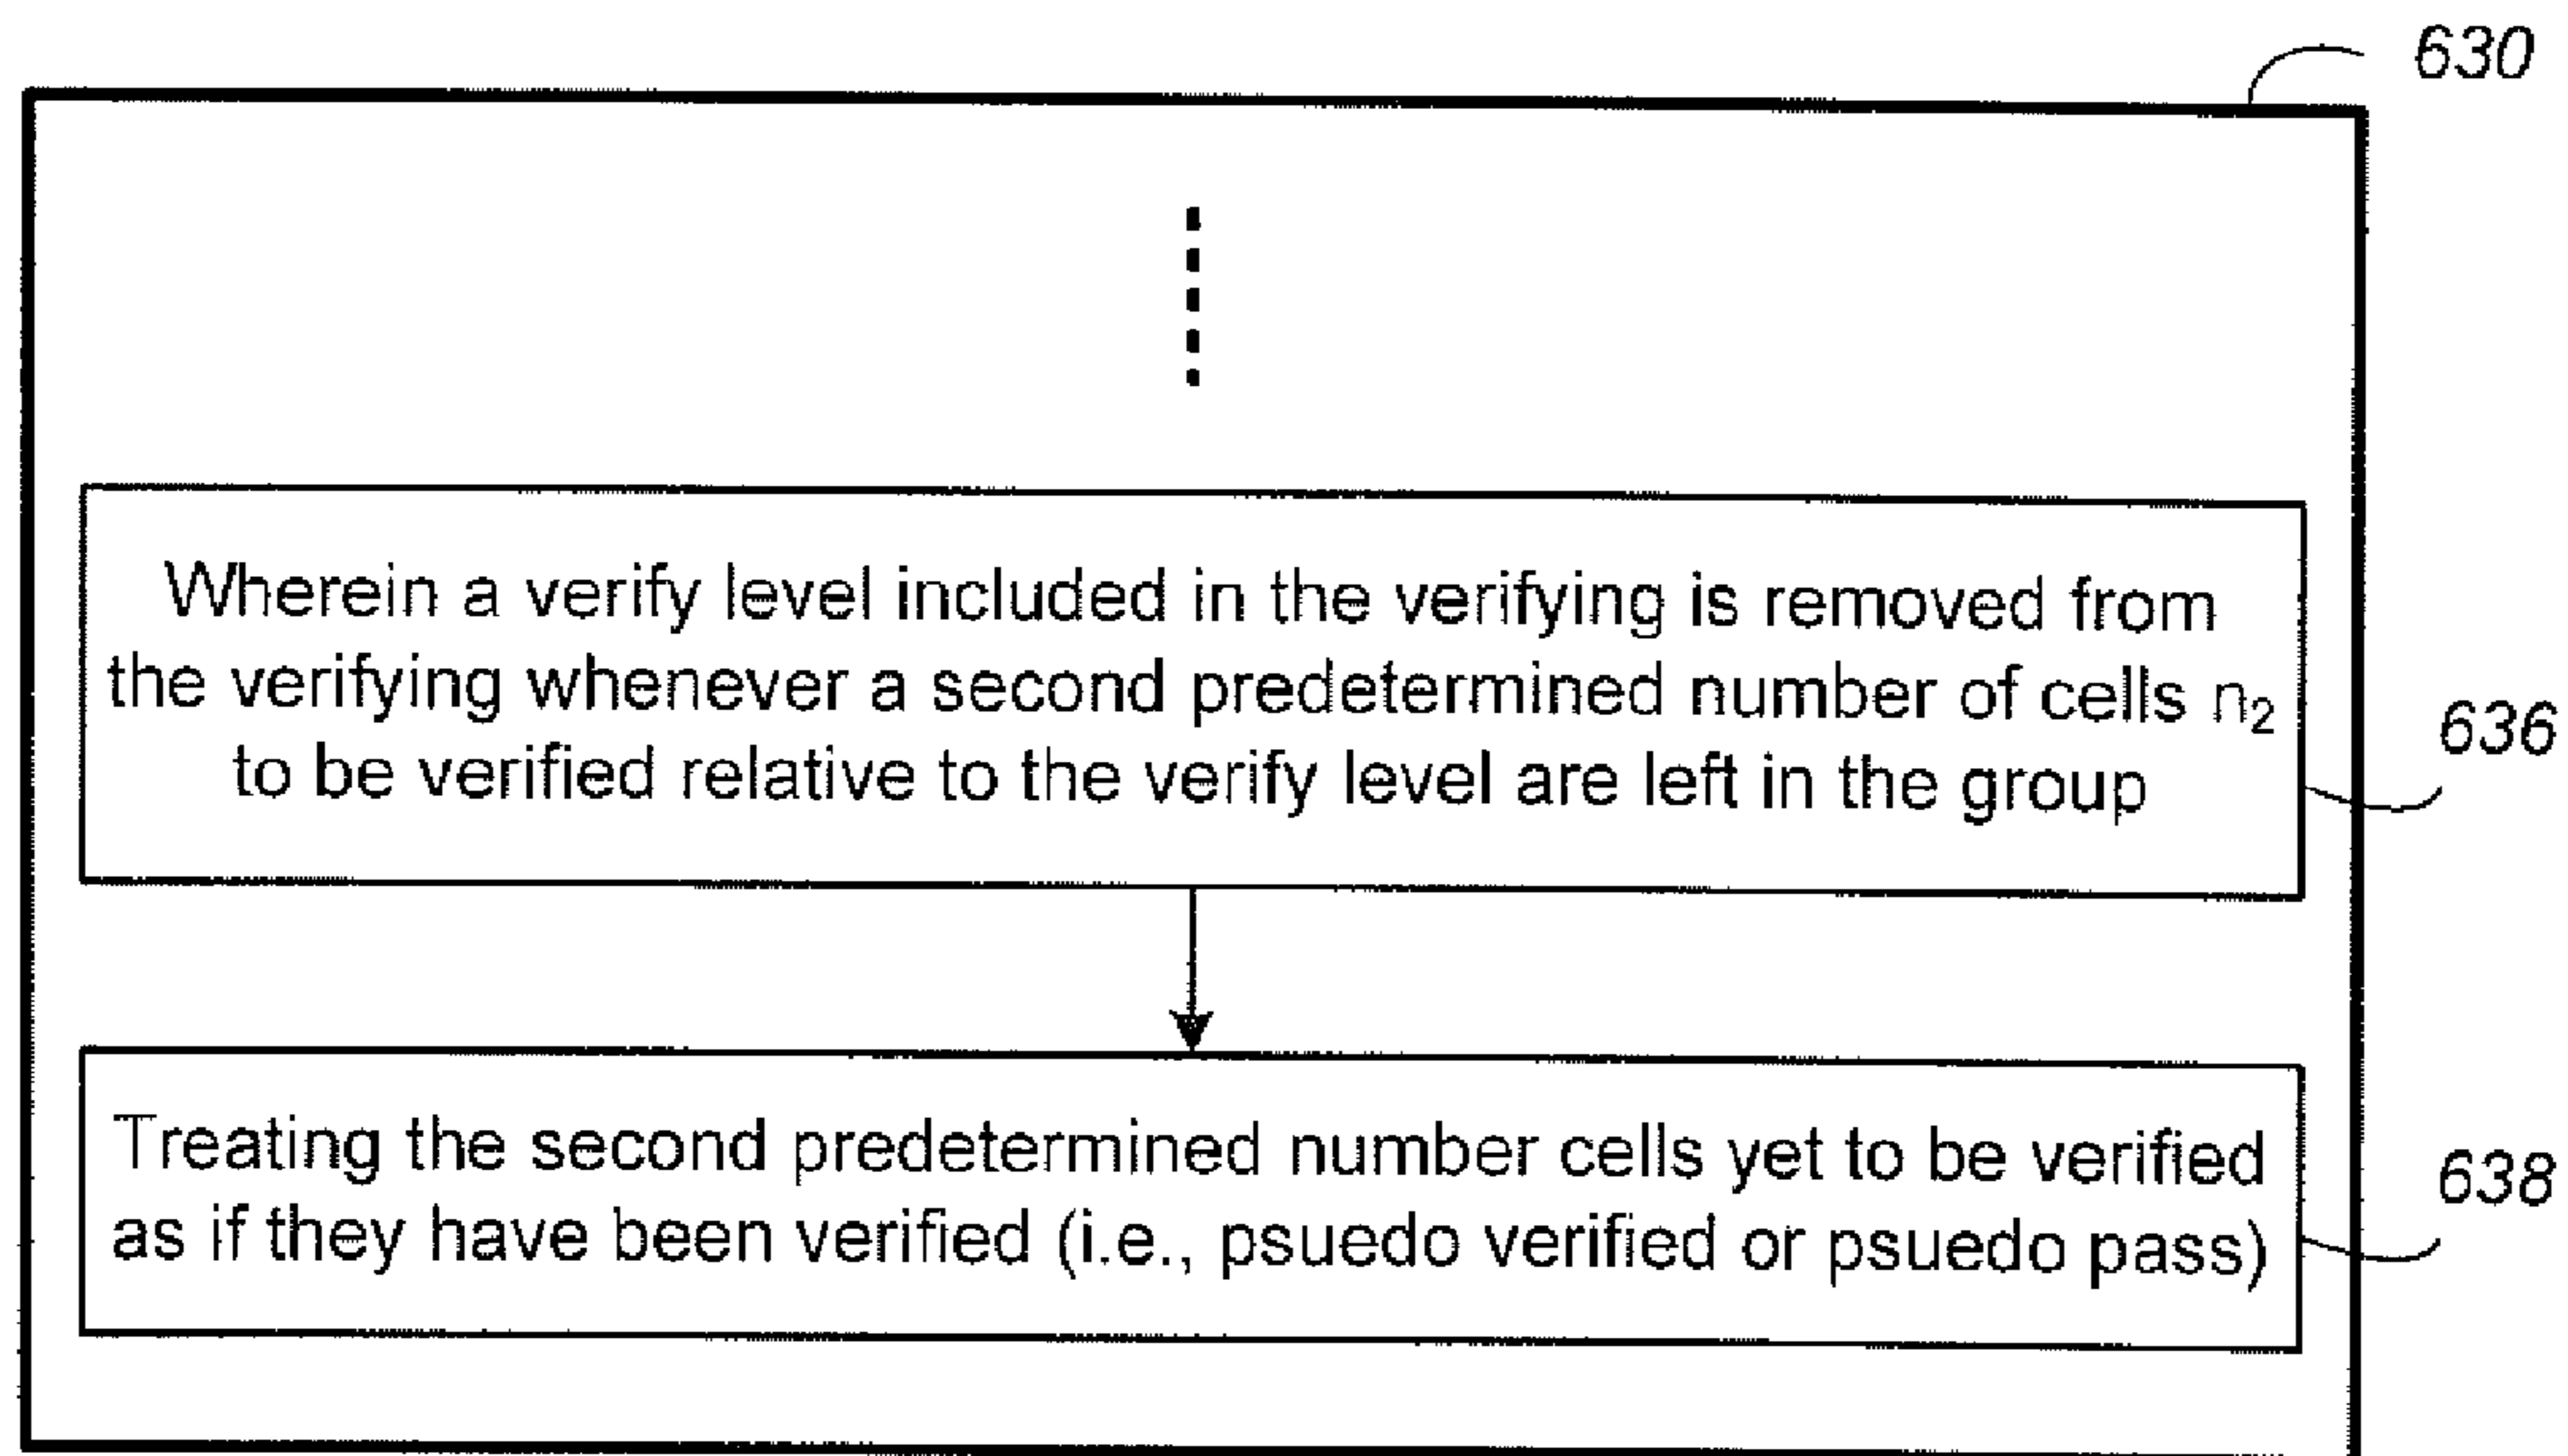 630
Wherein a verify level included in the verifying is removed from
the verifying whenever a second predetermined number of cells n₂
to be verified relative to the verify level are left in the group
636
Treating the second predetermined number cells yet to be verified
as if they have been verified (i.e., psuedo verified or psuedo pass)
638